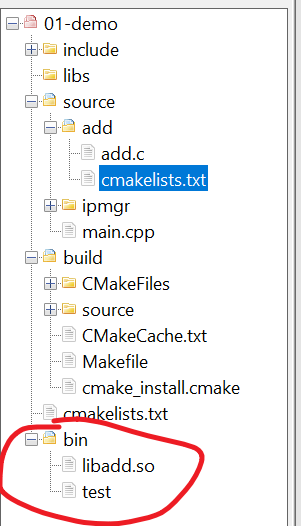 01-demo
include
libs
source
add
add.c
cmakelists.txt
ipmgr
main.cpp
build
CMakeFiles
source
CMakeCache.txt
Makefile
cmake_install.cmake
cmakelists.txt
bin
libadd.so
test